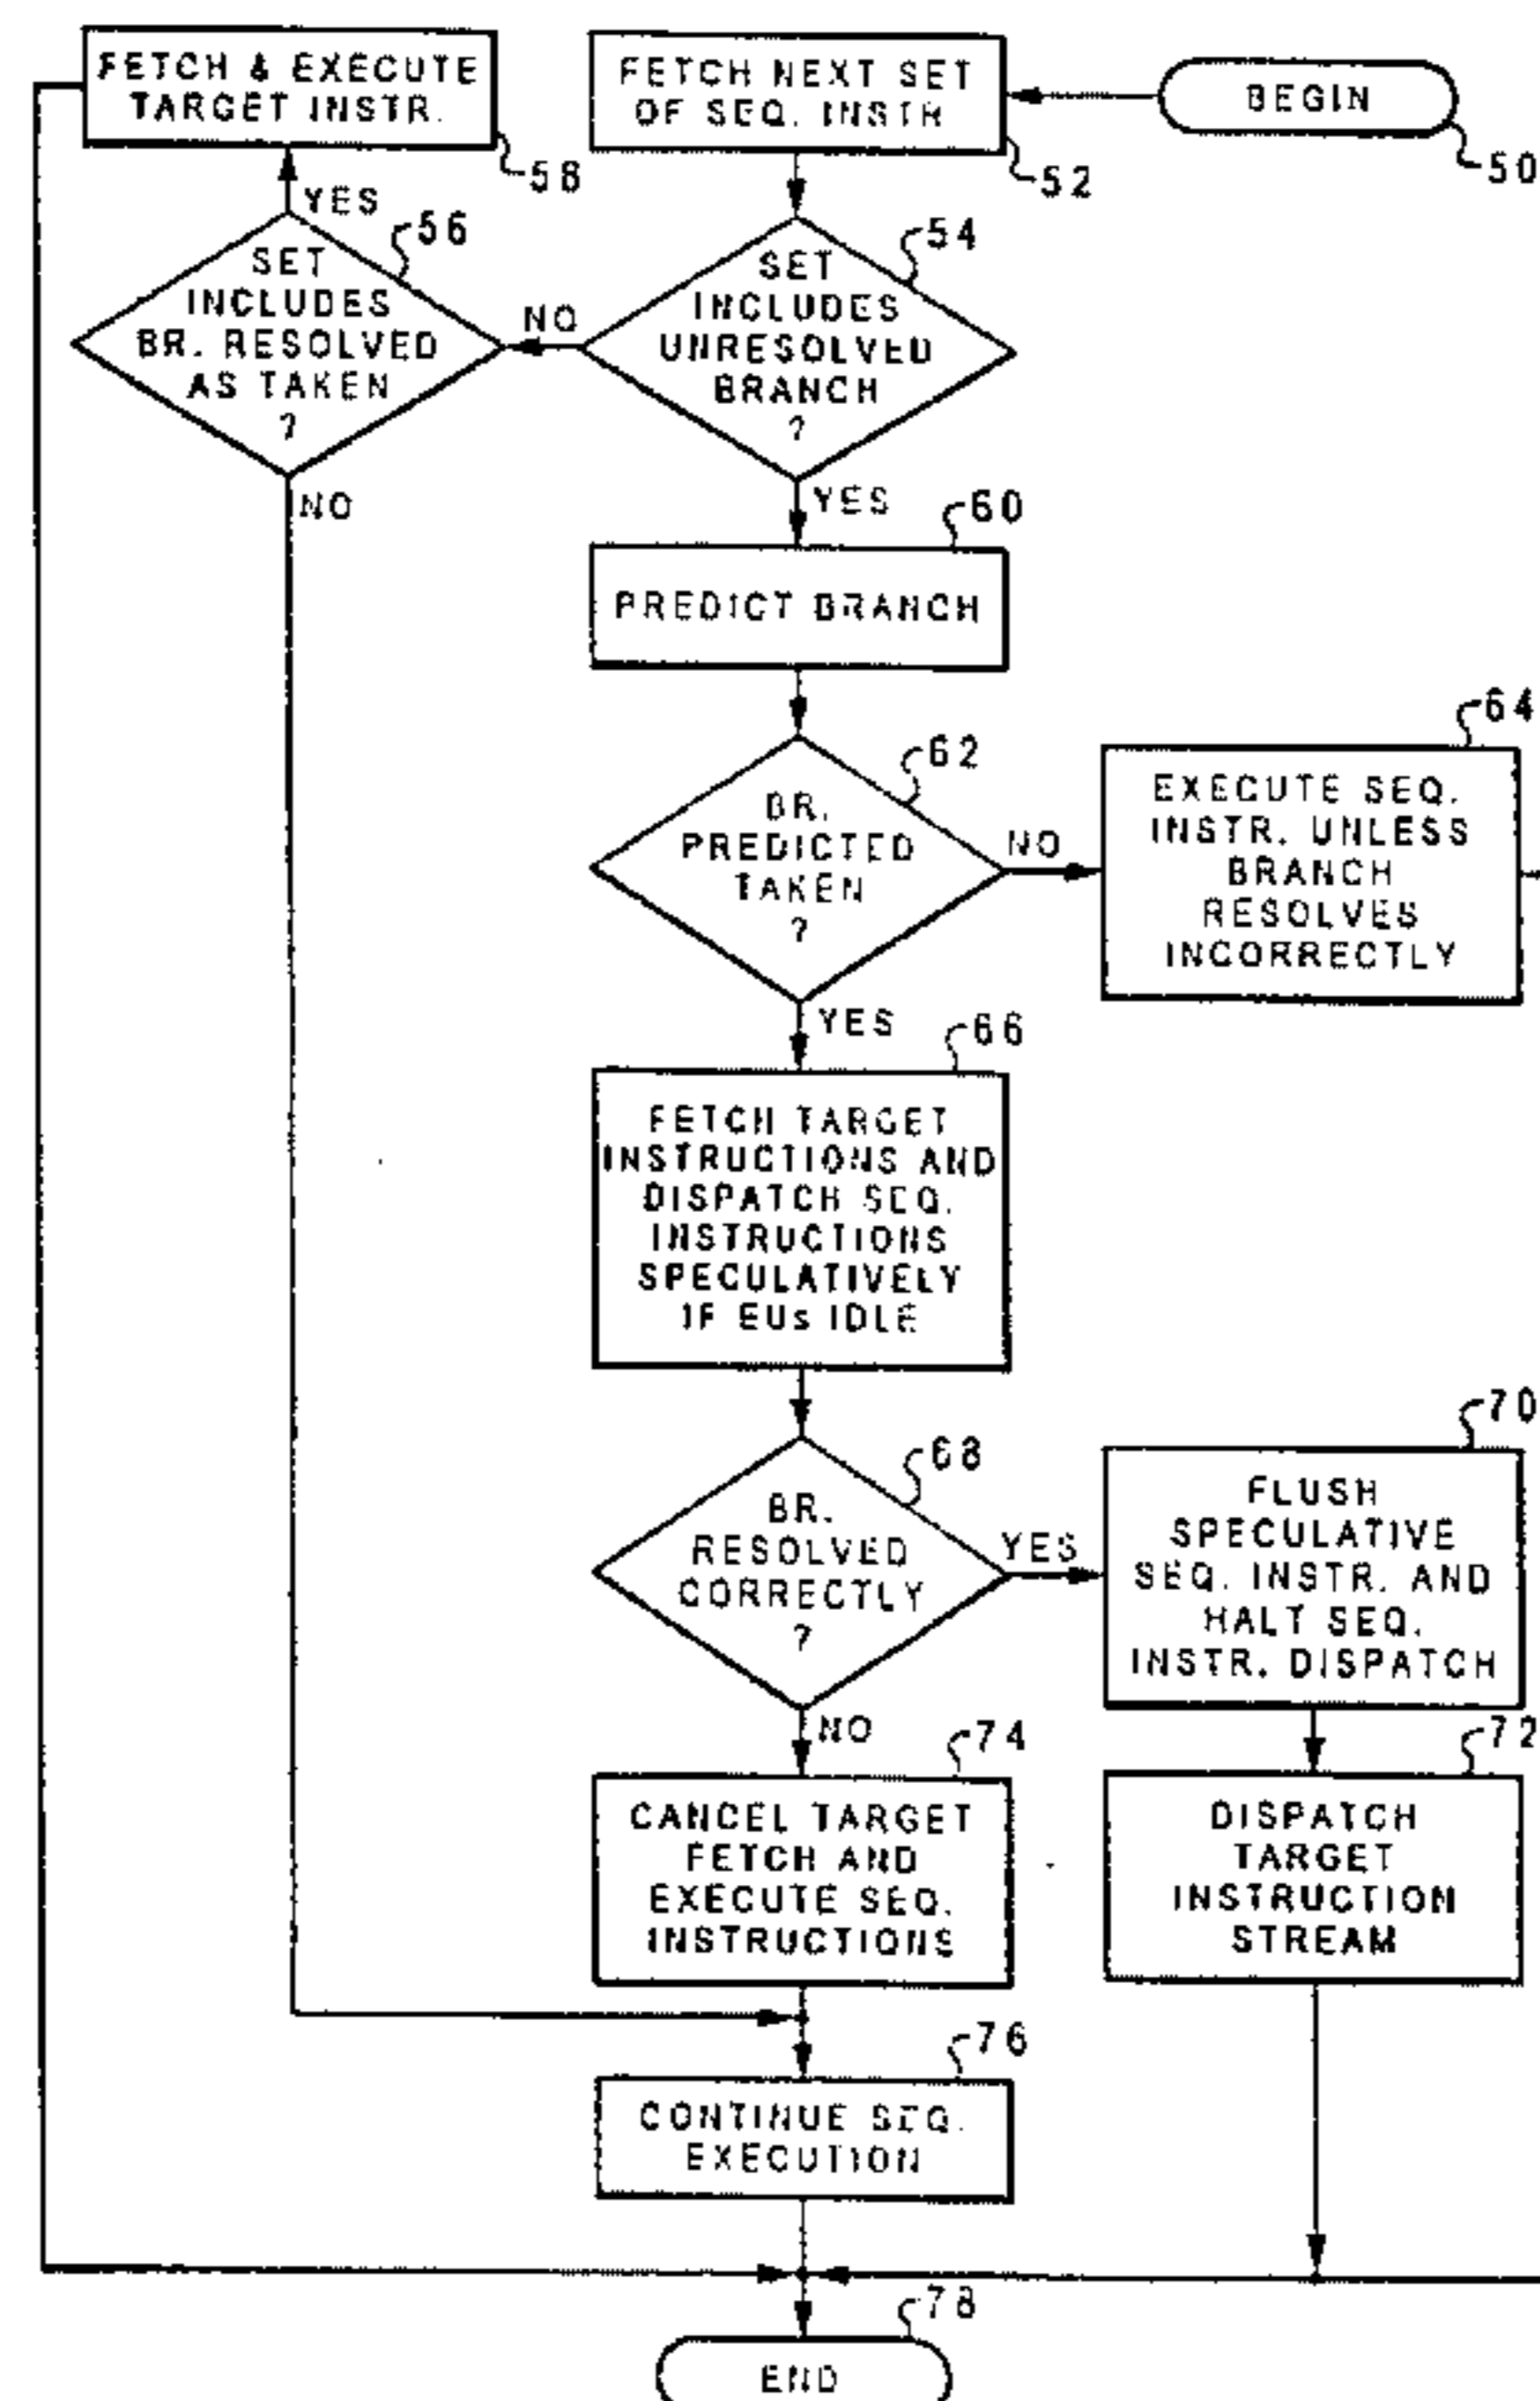 BEGIN
50
FETCH NEXT SET
OF SEQ. INSTR
52
FETCH & EXECUTE
TARGET INSTR.
58
YES
56
SET
INCLUDES
BR. RESOLVED
AS TAKEN
?
NO
NO
54
SET
INCLUDES
UNRESOLVED
BRANCH
?
YES
60
PREDICT BRANCH
62
BR.
PREDICTED
TAKEN
?
NO
64
EXECUTE SEQ.
INSTR. UNLESS
BRANCH
RESOLVES
INCORRECTLY
YES
66
FETCH TARGET
INSTRUCTIONS AND
DISPATCH SEQ.
INSTRUCTIONS
SPECULATIVELY
IF EUs IDLE
68
BR.
RESOLVED
CORRECTLY
?
YES
70
FLUSH
SPECULATIVE
SEQ. INSTR. AND
HALT SEQ.
INSTR. DISPATCH
NO
74
CANCEL TARGET
FETCH AND
EXECUTE SEQ.
INSTRUCTIONS
72
DISPATCH
TARGET
INSTRUCTION
STREAM
76
CONTINUE SEQ.
EXECUTION
78
END